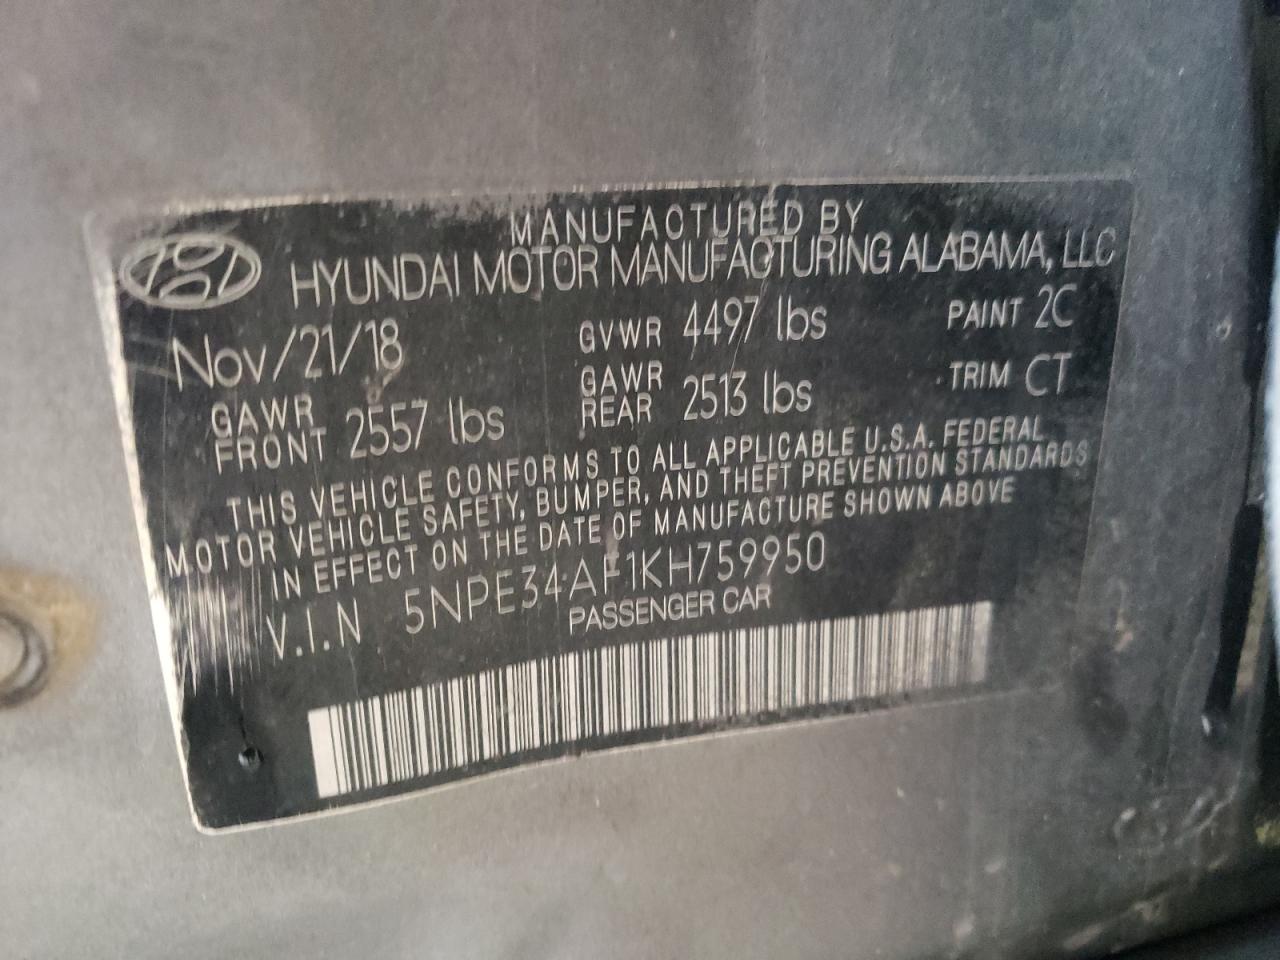 MANUFACTURED BY
HYUNDAI MOTOR MANUFACTURING ALABAMA, LLC
Nov/21/18 GVWR 4497 lbs PAINT 2C
GAWR FRONT 2557 lbs GAWR REAR 2513 lbs TRIM CT
THIS VEHICLE CONFORMS TO ALL APPLICABLE U.S.A. FEDERAL
MOTOR VEHICLE SAFETY, BUMPER, AND THEFT PREVENTION STANDARDS
IN EFFECT ON THE DATE OF MANUFACTURE SHOWN ABOVE
V.I.N 5NPE34AF1KH759950
PASSENGER CAR